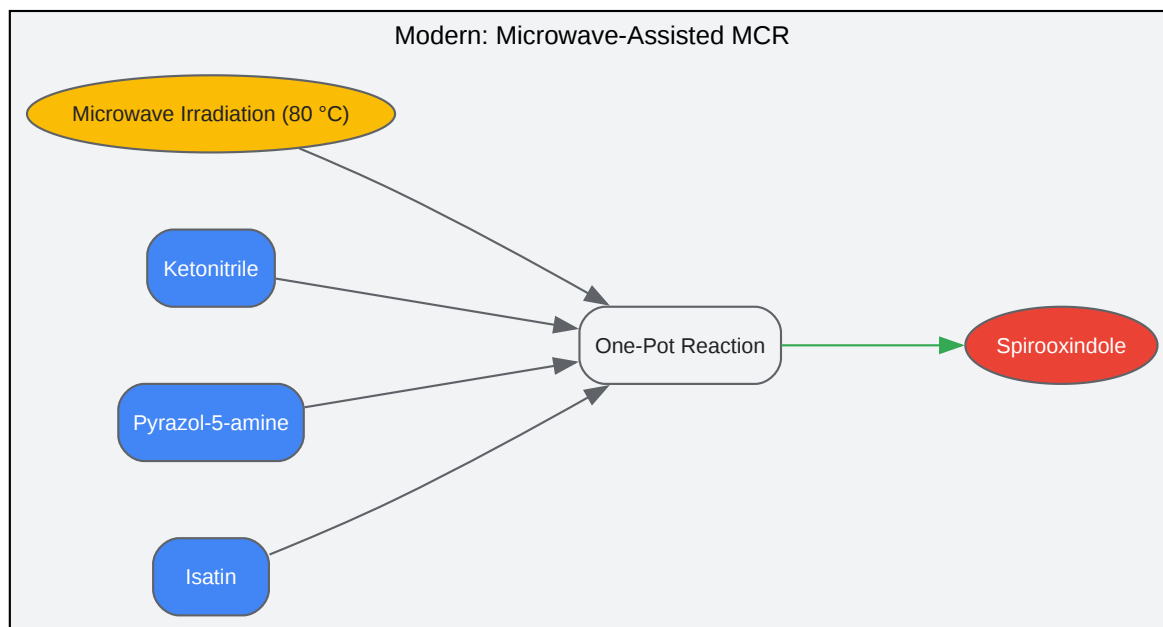 Modern: Microwave-Assisted MCR
Microwave Irradiation (80 °C)
Ketonitrile
Pyrazol-5-amine
Isatin
One-Pot Reaction
Spirooxindole